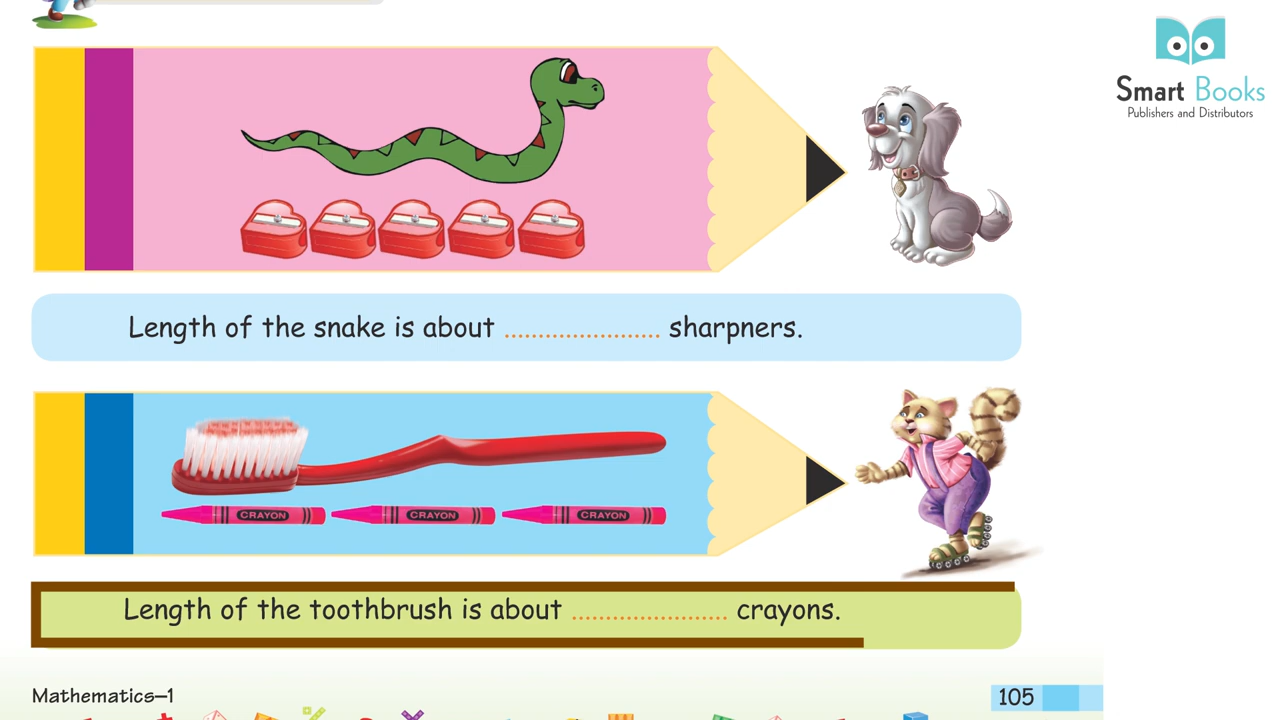 Smart Books
Publishers and Distributors
Length of the snake is about ...................... sharpners.
CRAYON CRAYON CRAYON
Length of the toothbrush is about ...................... crayons.
Mathematics–1
105